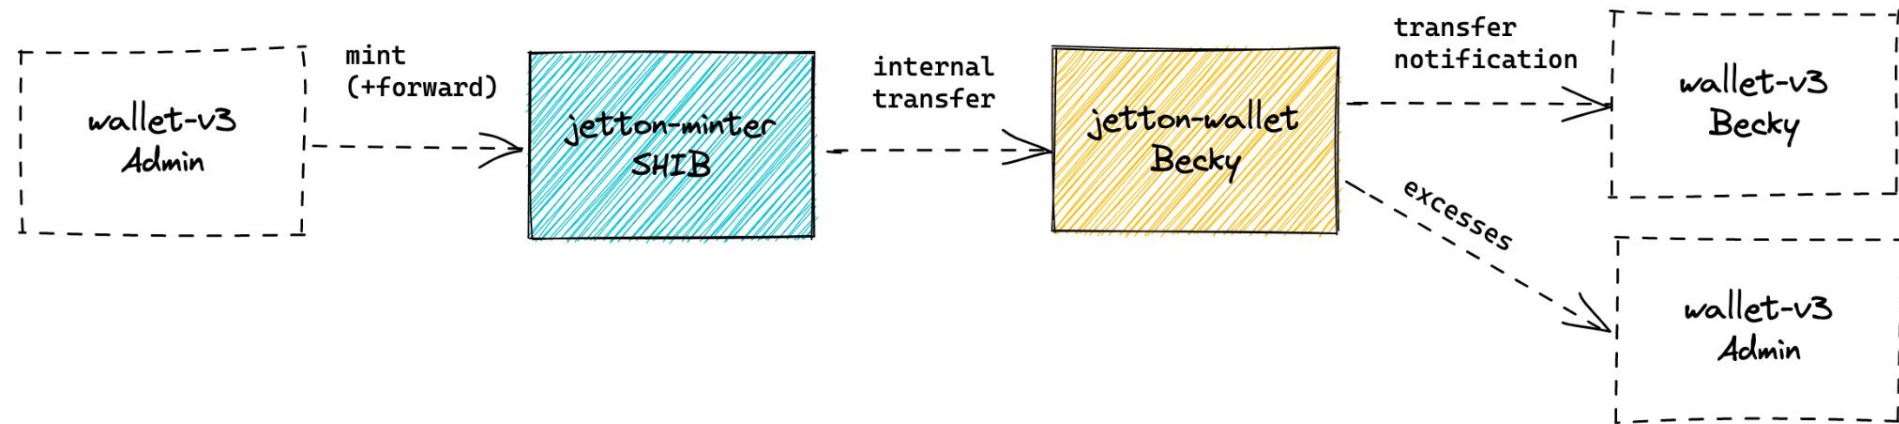 wallet-v3
Admin
mint
(+forward)
jetton-minter
SHIB
internal
transfer
jetton-wallet
Becky
transfer
notification
wallet-v3
Becky
excesses
wallet-v3
Admin